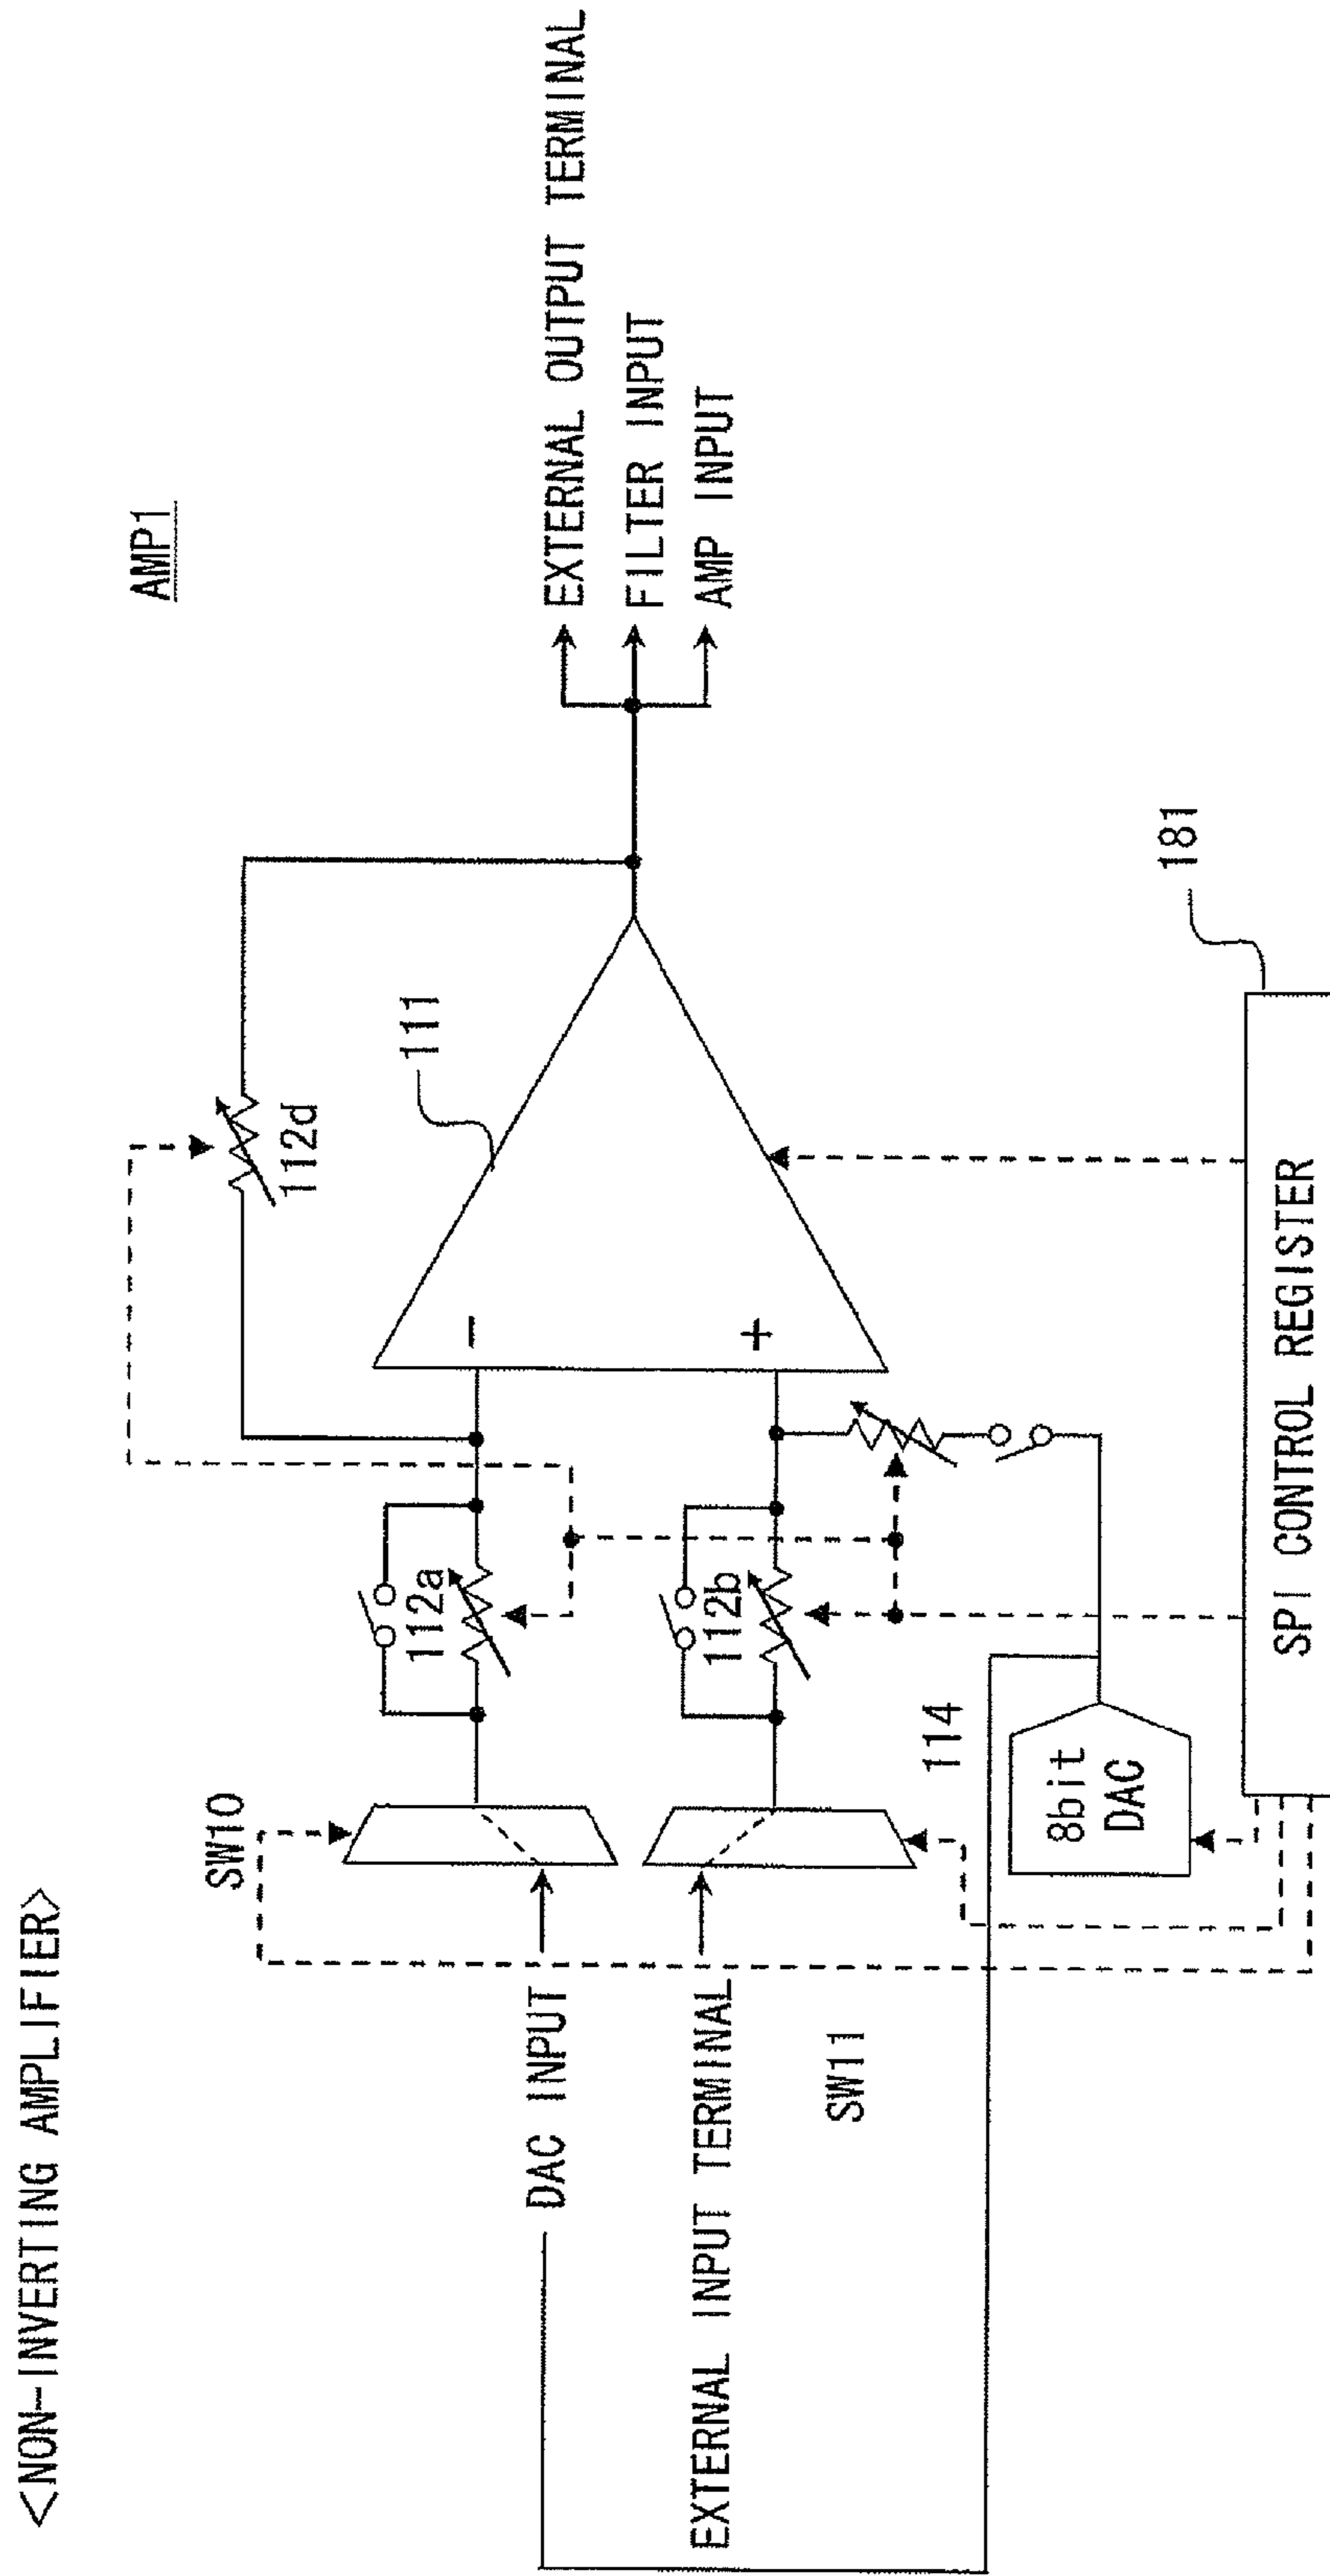 <NON-INVERTING AMPLIFIER>
AMP1
112d
111
SW10
112a
−
EXTERNAL OUTPUT TERMINAL
DAC INPUT
FILTER INPUT
EXTERNAL INPUT TERMINAL
112b
+
AMP INPUT
SW11
114
8bit
DAC
181
SPI CONTROL REGISTER